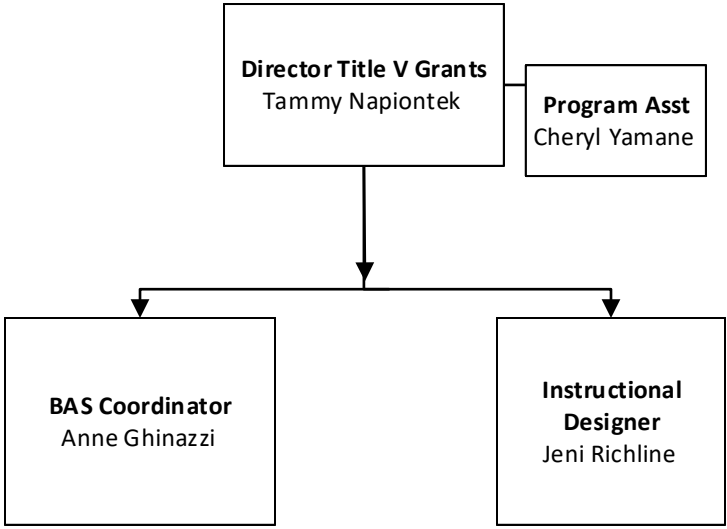 Director Title V Grants
Tammy Napiontek
Program Asst
Cheryl Yamane
BAS Coordinator
Anne Ghinazzi
Instructional
Designer
Jeni Richline